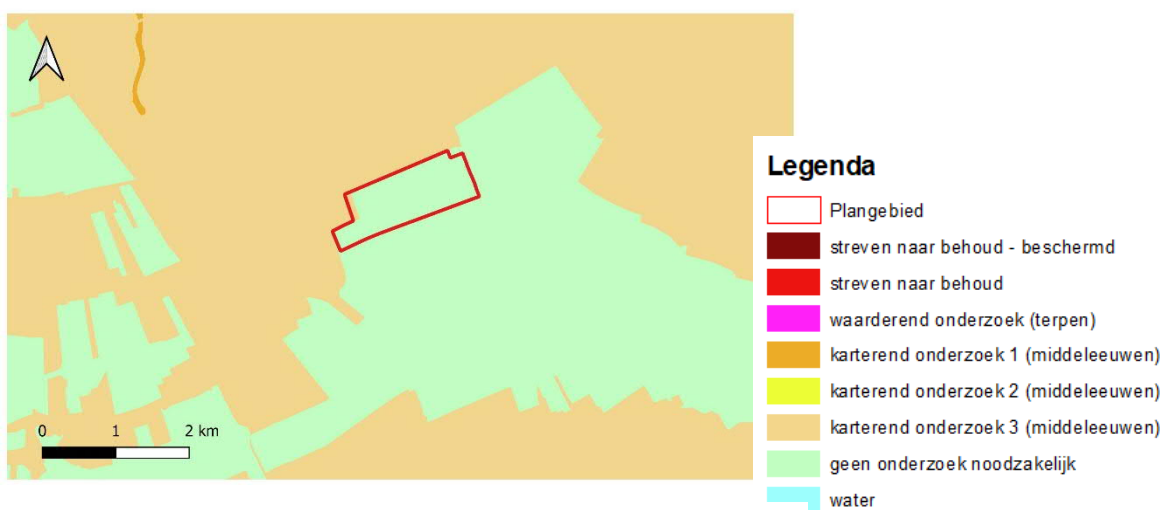 Legenda
Plangebied
streven naar behoud - beschermd
streven naar behoud
waarderend onderzoek (terpen)
karterend onderzoek 1 (middeleeuwen)
karterend onderzoek 2 (middeleeuwen)
karterend onderzoek 3 (middeleeuwen)
geen onderzoek noodzakelijk
water
0 1 2 km